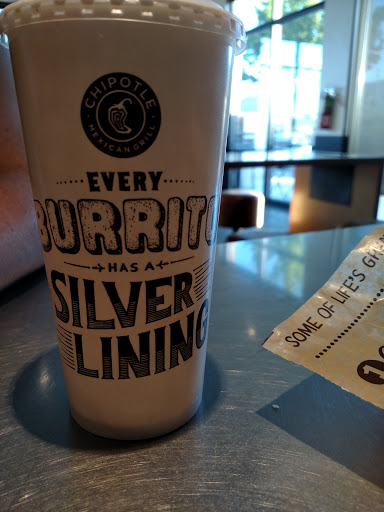 CHIPOTLE
MEXICAN GRILL
EVERY
BURRITO
HAS A
SILVER
LINING
SOME OF LIFE'S